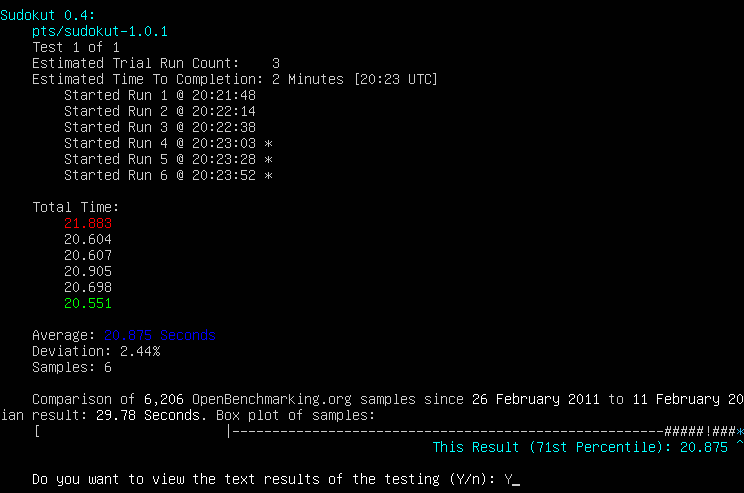 Sudokut 0.4:
pts/sudokut-1.0.1
Test 1 of 1
Estimated Trial Run Count:    3
Estimated Time To Completion: 2 Minutes [20:23 UTC]
Started Run 1 @ 20:21:48
Started Run 2 @ 20:22:14
Started Run 3 @ 20:22:38
Started Run 4 @ 20:23:03 *
Started Run 5 @ 20:23:28 *
Started Run 6 @ 20:23:52 *
Total Time:
21.883
20.604
20.607
20.905
20.698
20.551
Average: 20.875 Seconds
Deviation: 2.44%
Samples: 6
Comparison of 6,206 OpenBenchmarking.org samples since 26 February 2011 to 11 February 20
ian result: 29.78 Seconds. Box plot of samples:
[                        |------------------------------------------------------#####!###*
This Result (71st Percentile): 20.875 ^
Do you want to view the text results of the testing (Y/n): Y_